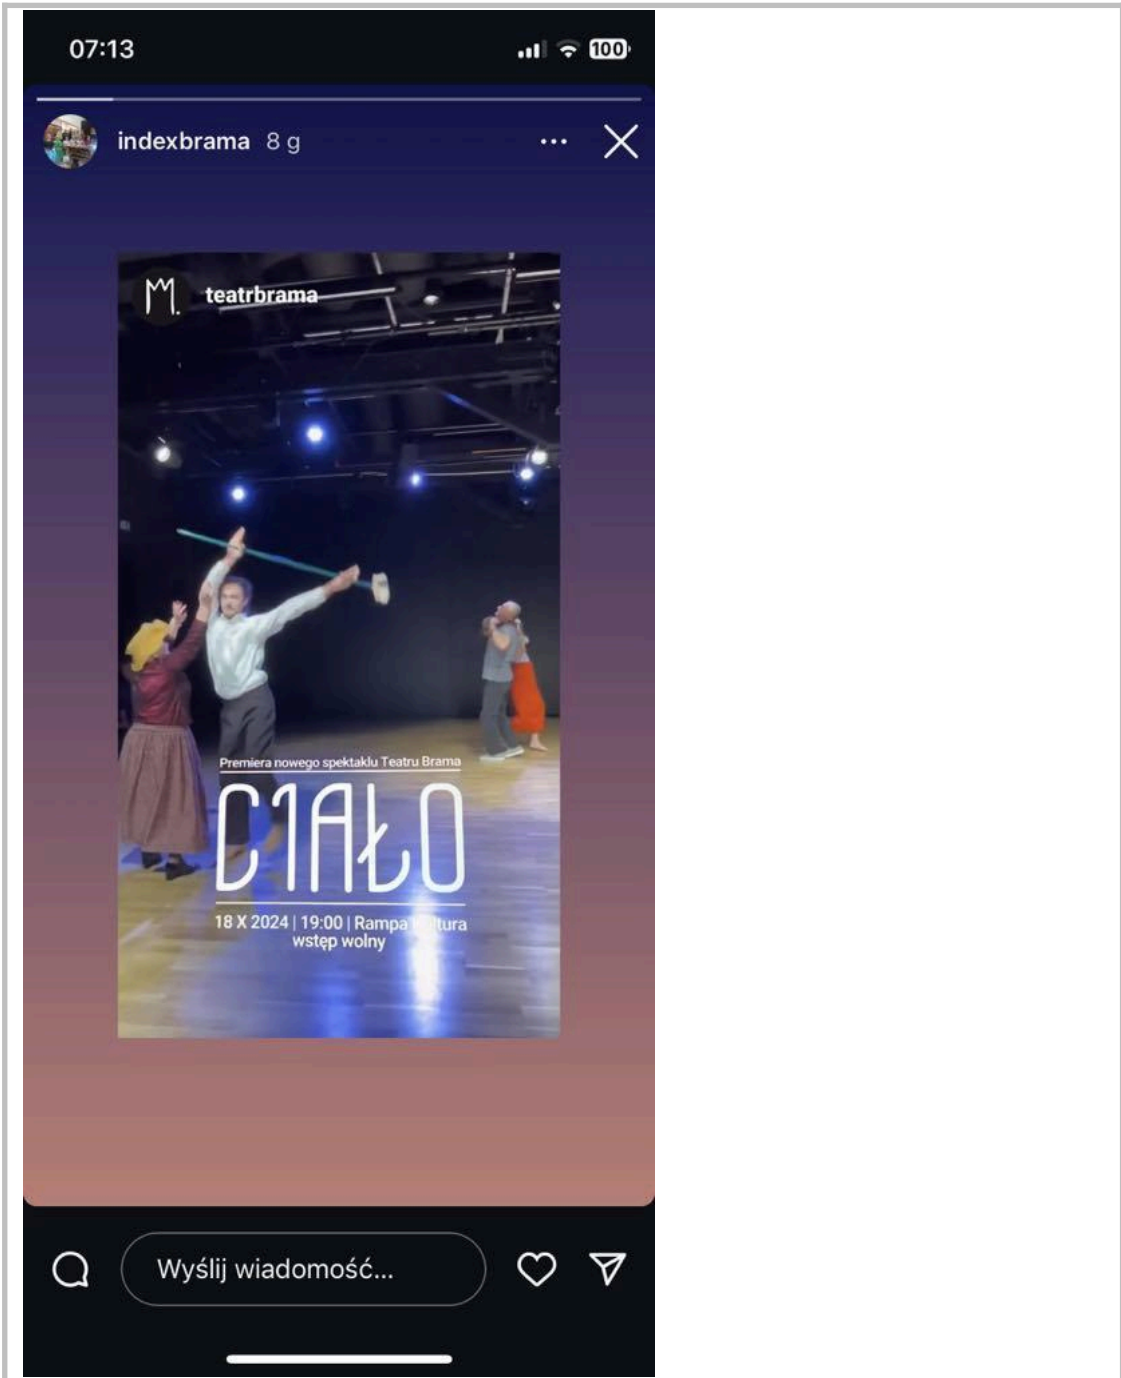 07:13
100
indexbrama 8 g
teatrbrama
Premiera nowego spektaklu Teatru Brama
C1AŁO
18 X 2024 | 19:00 | Rampa Kultura
wstęp wolny
Wyślij wiadomość...